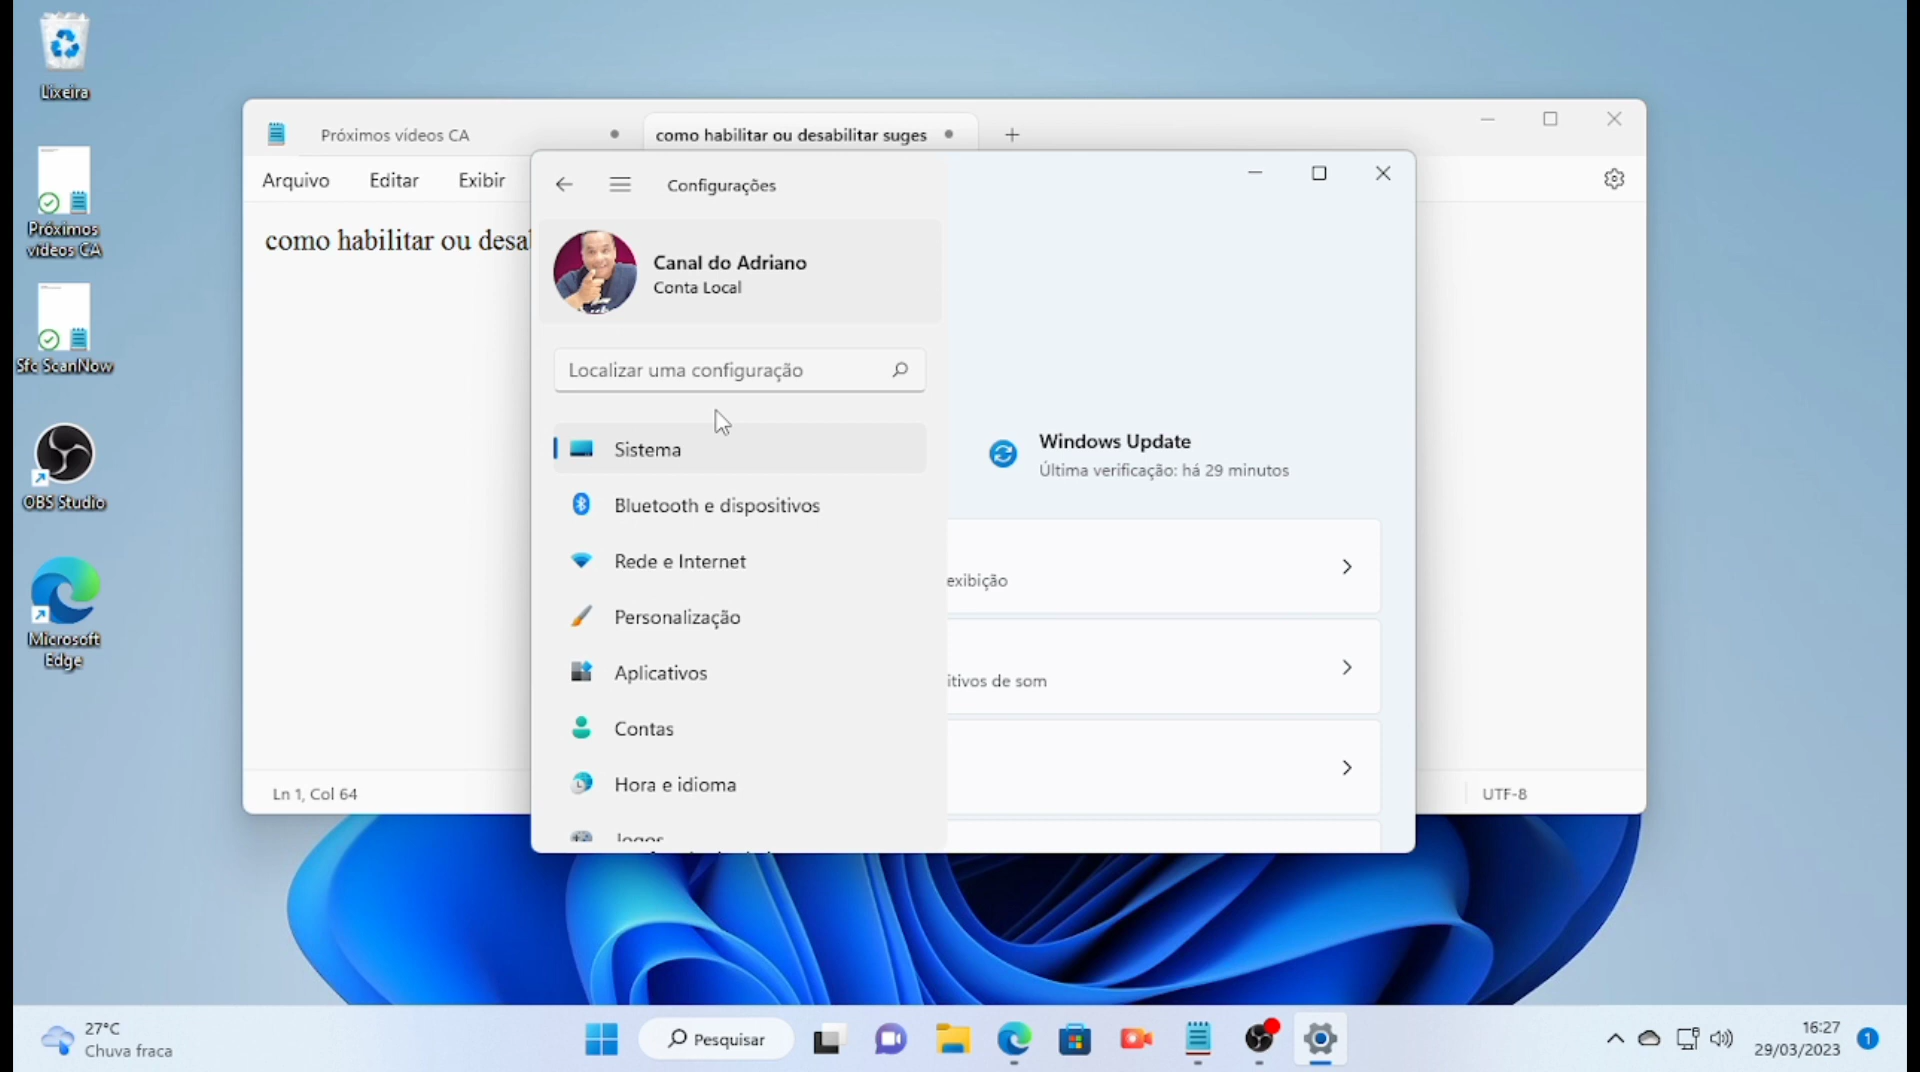 Lixeira
Próximos
vídeos CA
Sfc ScanNow
OBS Studio
Microsoft
Edge
Próximos vídeos CA
como habilitar ou desabilitar suges
Arquivo
Editar
Exibir
como habilitar ou desa
Ln 1, Col 64
UTF-8
Configurações
Canal do Adriano
Conta Local
Localizar uma configuração
Sistema
Bluetooth e dispositivos
Rede e Internet
Personalização
Aplicativos
Contas
Hora e idioma
Jogos
Windows Update
Última verificação: há 29 minutos
exibição
itivos de som
27°C
Chuva fraca
Pesquisar
16:27
29/03/2023
1